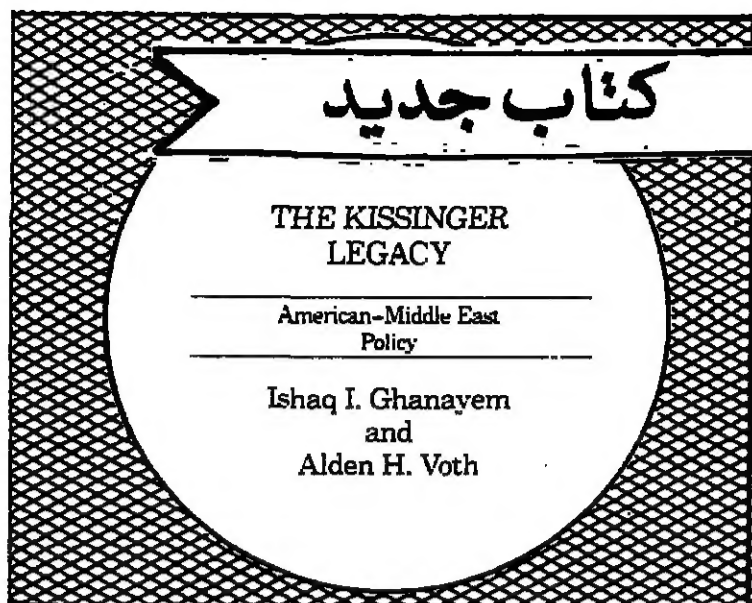 كتاب جديد
THE KISSINGER
LEGACY
American-Middle East
Policy
Ishaq I. Ghanayem
and
Alden H. Voth